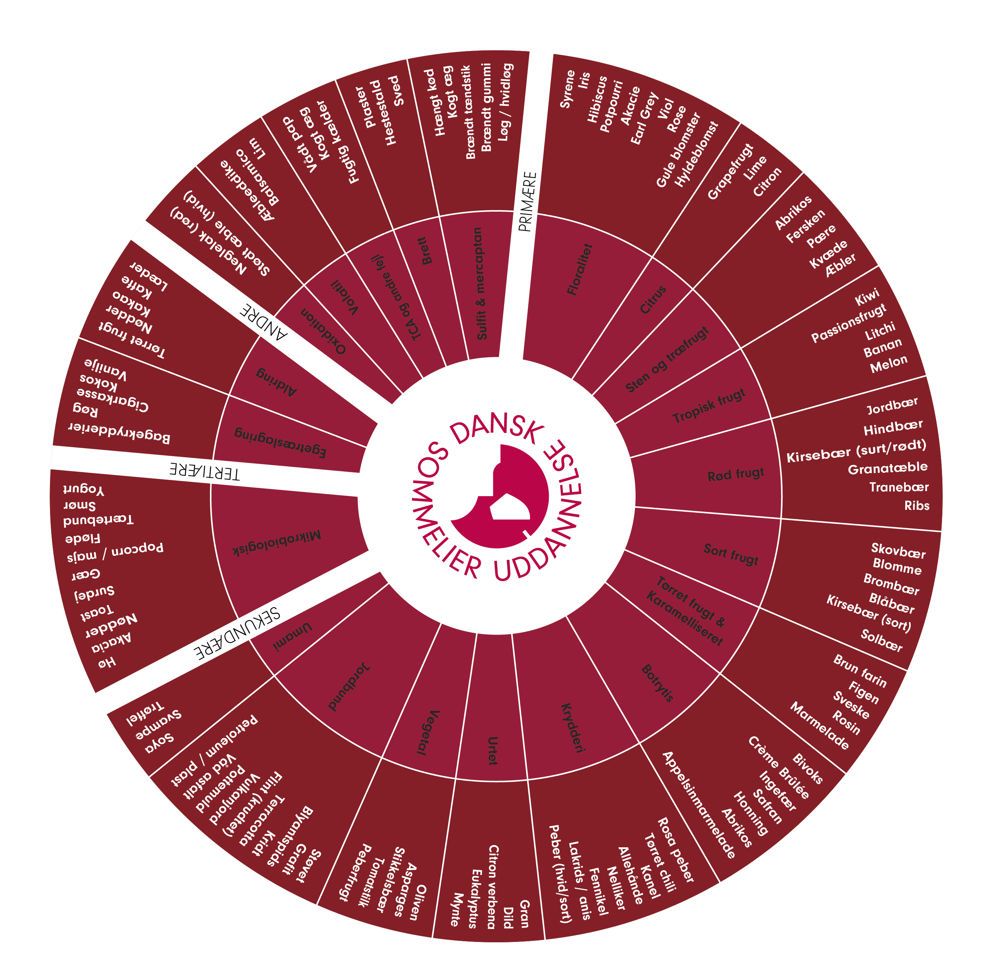 DANSK SOMMELIER UDDANNELSE
PRIMÆRE
Floralitet
Syrene
Iris
Hibiscus
Potpourri
Akacie
Earl Grey
Viol
Rose
Gule blomster
Hyldeblomst
Citrus
Grapefrugt
Lime
Citron
Sten og træfrugt
Abrikos
Fersken
Pære
Kvæde
Æbler
Tropisk frugt
Kiwi
Passionsfrugt
Litchi
Banan
Melon
Rød frugt
Jordbær
Hindbær
Kirsebær (surt/rødt)
Granatæble
Tranebær
Ribs
Sort frugt
Skovbær
Blomme
Brombær
Blåbær
Kirsebær (sort)
Solbær
Tørret frugt &
Karamelliseret
Brun farin
Figen
Sveske
Rosin
Marmelade
Botrytis
Bivoks
Crème Brûlée
Ingefær
Safran
Honning
Abrikos
Appelsinmarmelade
Krydderi
Rosa peber
Tørret chili
Kanel
Allehånde
Nelliker
Fennikel
Lakrids / anis
Peber (hvid/sort)
Urtet
Gran
Dild
Citron verbena
Eukalyptus
Mynte
Vegetal
Oliven
Asparges
Stikkelsbær
Tomatstilk
Peberfrugt
Jordbund
Støvet
Grafit
Blyantspids
Kridt
Terracotta
Flint (krudtet)
Vulkanjord
Pottemuld
Våd asfalt
Petroleum / plast
Umami
Soya
Svampe
Trøffel
SEKUNDÆRE
Mikrobiologisk
Hø
Akacia
Nødder
Toast
Surdej
Gær
Popcorn / majs
Fløde
Tærtebund
Smør
Yogurt
TERTIÆRE
Egetræslagring
Bagekrydderier
Røg
Cigarkasse
Kokos
Vanilje
Aldring
Tørret frugt
Nødder
Kakao
Kaffe
Læder
ANDRE
Oxidation
Neglelak (rød)
Stødt æble (hvid)
Volatil
Æbleeddike
Balsamico
Lim
TCA og andre fejl
Vådt pap
Kogt æg
Fugtig kælder
Brett
Plaster
Hestestald
Sved
Sulfit & mercaptan
Hængt kød
Kogt æg
Brændt tændstik
Brændt gummi
Løg / hvidløg